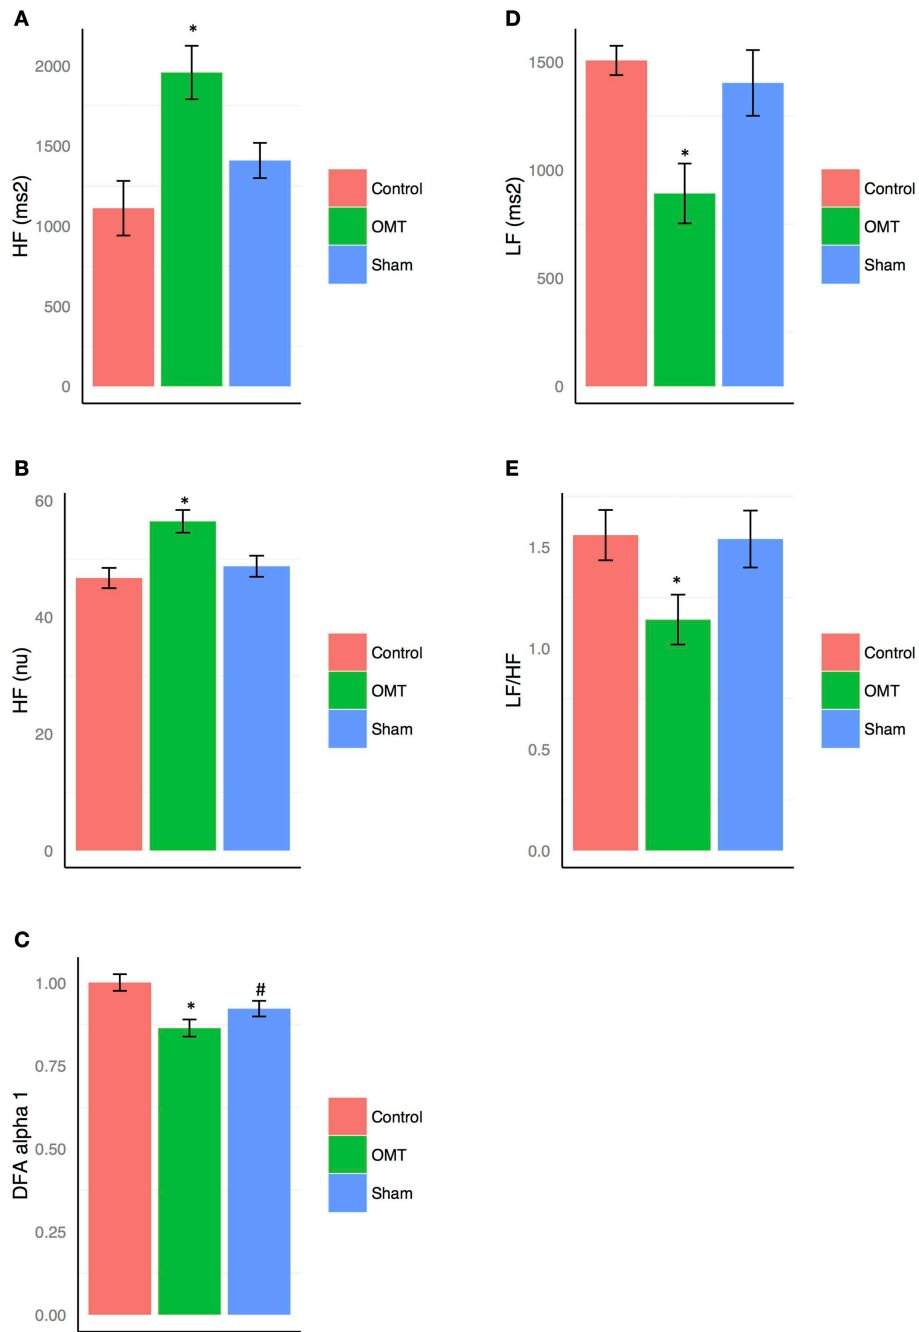 A
HF (ms2)
2000
1500
1000
500
0
*
Control
OMT
Sham
B
HF (nu)
60
40
20
0
*
Control
OMT
Sham
C
DFA alpha 1
1.00
0.75
0.50
0.25
0.00
*
#
Control
OMT
Sham
D
LF (ms2)
1500
1000
500
0
*
Control
OMT
Sham
E
LF/HF
1.5
1.0
0.5
0.0
*
Control
OMT
Sham